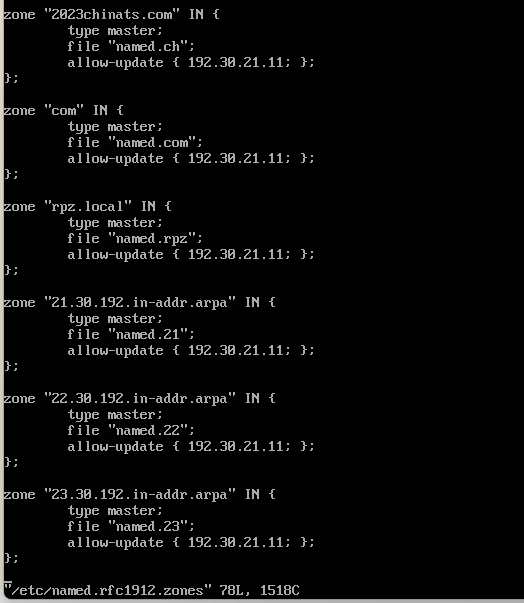 zone "2023chinats.com" IN {
        type master;
        file "named.ch";
        allow-update { 192.30.21.11; };
};
zone "com" IN {
        type master;
        file "named.com";
        allow-update { 192.30.21.11; };
};
zone "rpz.local" IN {
        type master;
        file "named.rpz";
        allow-update { 192.30.21.11; };
};
zone "21.30.192.in-addr.arpa" IN {
        type master;
        file "named.21";
        allow-update { 192.30.21.11; };
};
zone "22.30.192.in-addr.arpa" IN {
        type master;
        file "named.22";
        allow-update { 192.30.21.11; };
};
zone "23.30.192.in-addr.arpa" IN {
        type master;
        file "named.23";
        allow-update { 192.30.21.11; };
};
"/etc/named.rfc1912.zones" 78L, 1518C